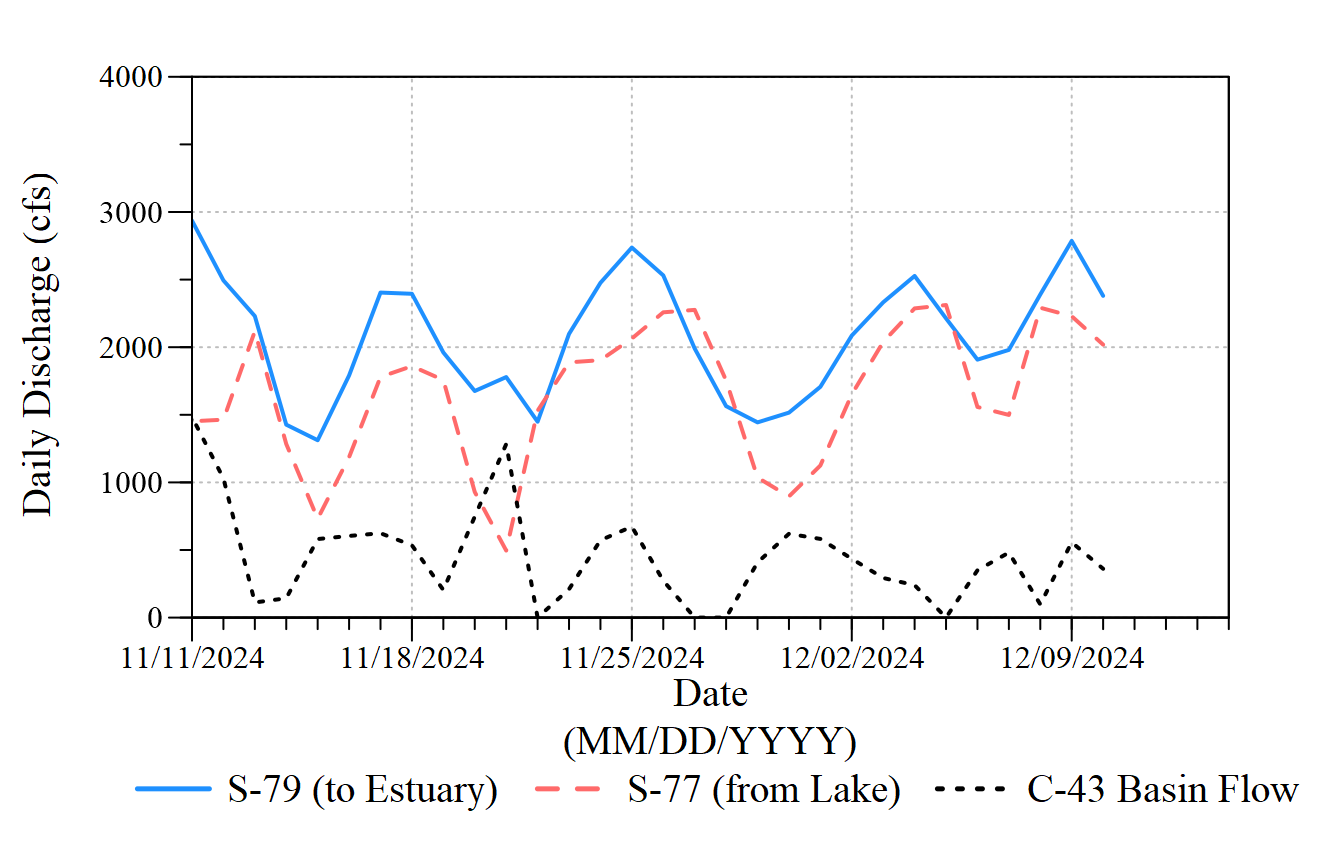 4000
3000
2000
1000
0
Daily Discharge (cfs)
11/11/2024 11/18/2024 11/25/2024 12/02/2024 12/09/2024
Date
(MM/DD/YYYY)
S-79 (to Estuary) S-77 (from Lake) C-43 Basin Flow